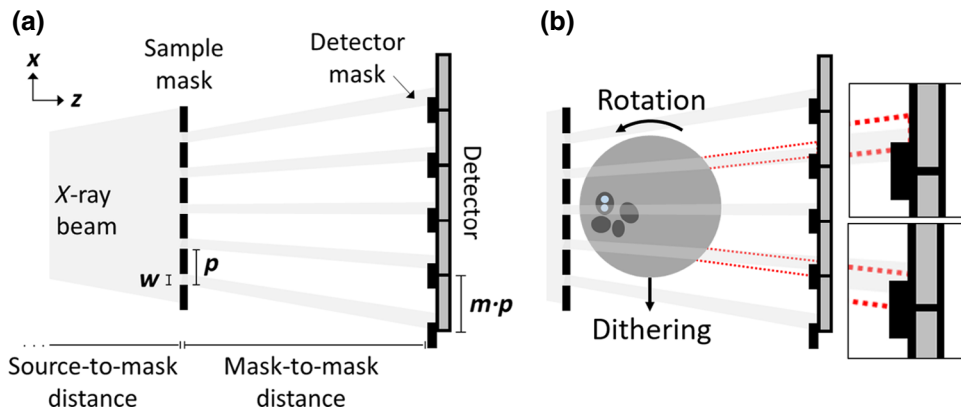 (a)
x
z
Sample
mask
Detector
mask
X-ray
beam
w
p
Detector
m·p
Source-to-mask
distance
Mask-to-mask
distance
(b)
Rotation
Dithering